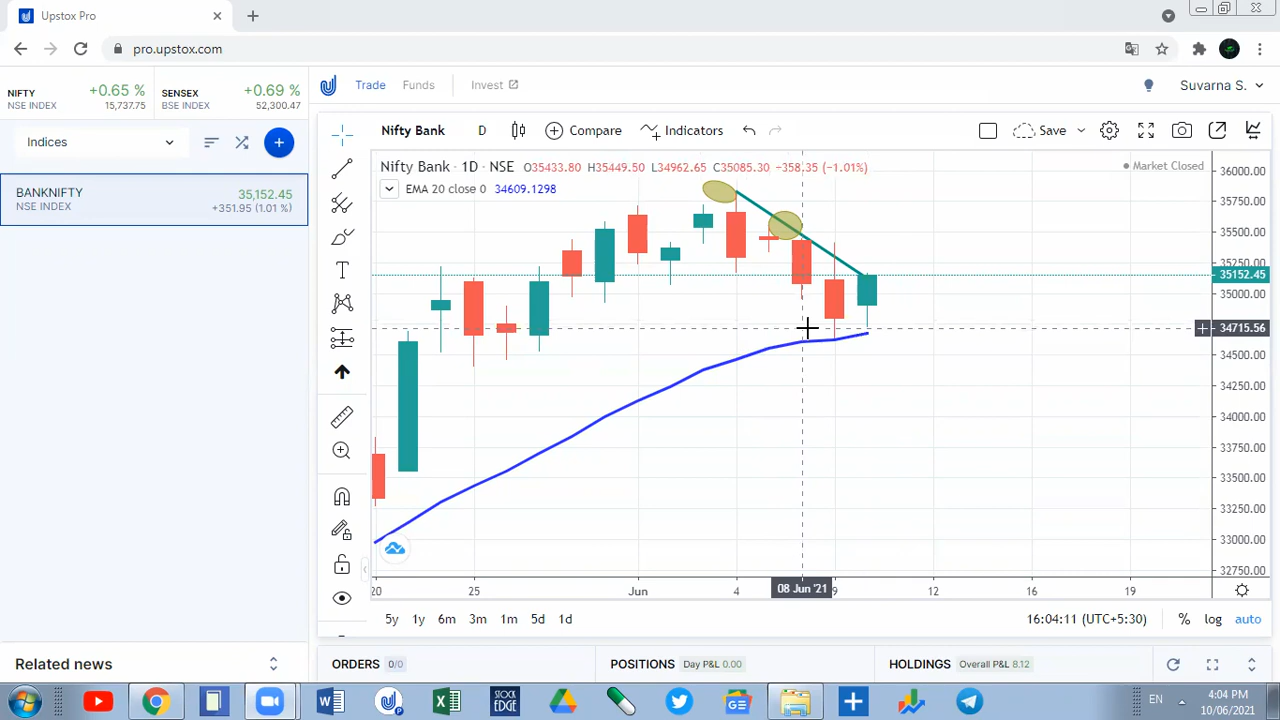 Upstox Pro
pro.upstox.com
NIFTY +0.65 %
NSE INDEX 15,737.75
SENSEX +0.69 %
BSE INDEX 52,300.47
Trade Funds Invest
Suvarna S.
Indices
BANKNIFTY 35,152.45
NSE INDEX +351.95 (1.01 %)
Nifty Bank D Compare Indicators Save
Nifty Bank · 1D · NSE O35433.80 H35449.50 L34962.65 C35085.30 −358.35 (−1.01%)
Market Closed
EMA 20 close 0 34609.1298
36000.00
35750.00
35500.00
35250.00
35152.45
35000.00
34715.56
34500.00
34250.00
34000.00
33750.00
33500.00
33250.00
33000.00
32750.00
20 25 Jun 4 08 Jun '21 9 12 16 19
5y 1y 6m 3m 1m 5d 1d
16:04:11 (UTC+5:30) % log auto
Related news
ORDERS 0/0
POSITIONS Day P&L 0.00
HOLDINGS Overall P&L 8.12
STOCK EDGE
EN
4:04 PM
10/06/2021